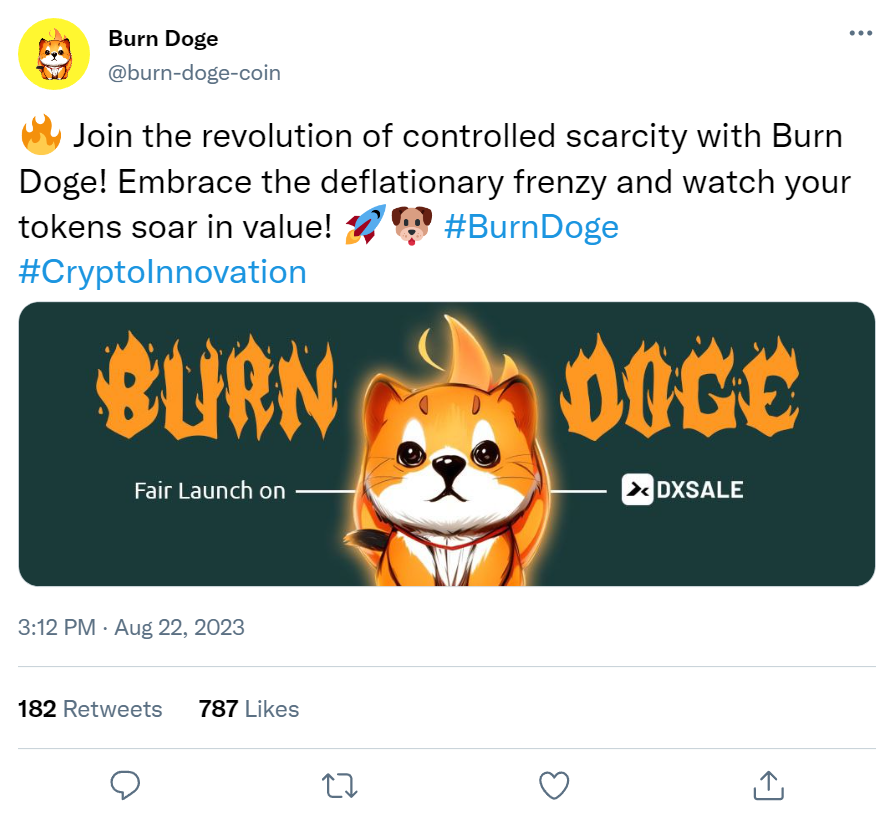 Burn Doge
@burn-doge-coin
🔥 Join the revolution of controlled scarcity with Burn
Doge! Embrace the deflationary frenzy and watch your
tokens soar in value! 🚀🐶 #BurnDoge
#CryptoInnovation
BURN DOGE
Fair Launch on DXSALE
3:12 PM · Aug 22, 2023
182 Retweets 787 Likes